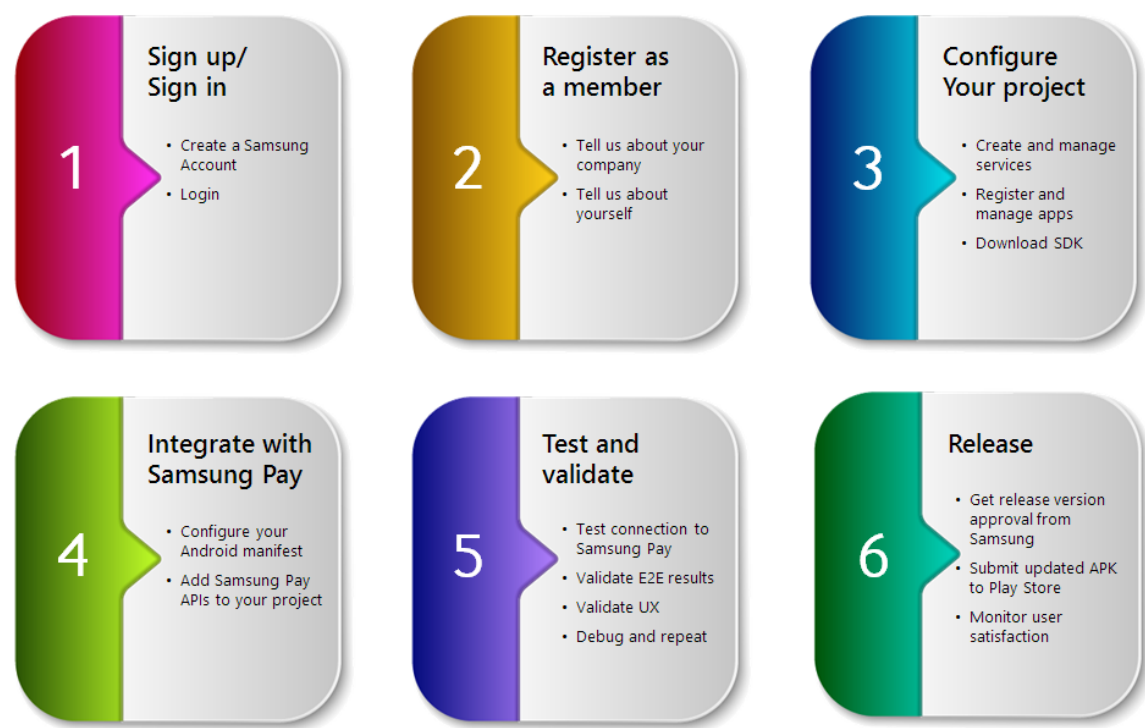 1
Sign up/
Sign in
• Create a Samsung
Account
• Login
2
Register as
a member
• Tell us about your
company
• Tell us about
yourself
3
Configure
Your project
• Create and manage
services
• Register and
manage apps
• Download SDK
4
Integrate with
Samsung Pay
• Configure your
Android manifest
• Add Samsung Pay
APIs to your project
5
Test and
validate
• Test connection to
Samsung Pay
• Validate E2E results
• Validate UX
• Debug and repeat
6
Release
• Get release version
approval from
Samsung
• Submit updated APK
to Play Store
• Monitor user
satisfaction